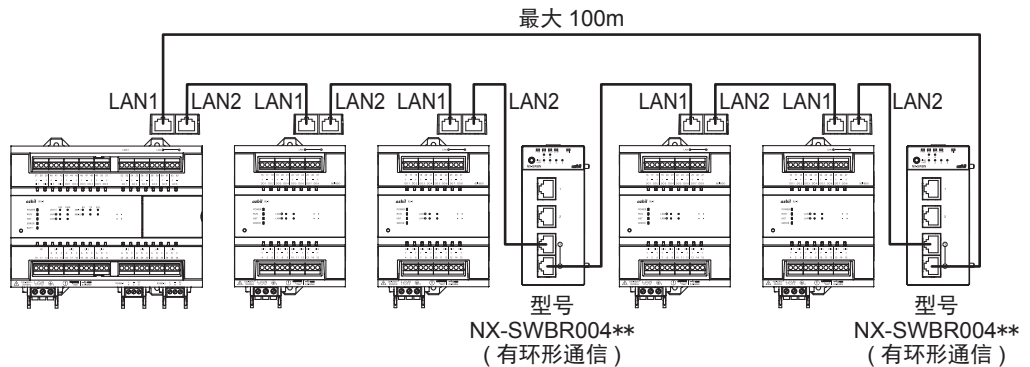 最大 100m
LAN1 LAN2 LAN1 LAN2 LAN1 LAN2 LAN1 LAN2 LAN1 LAN2
型号
NX-SWBR004**
( 有环形通信 )
型号
NX-SWBR004**
( 有环形通信 )